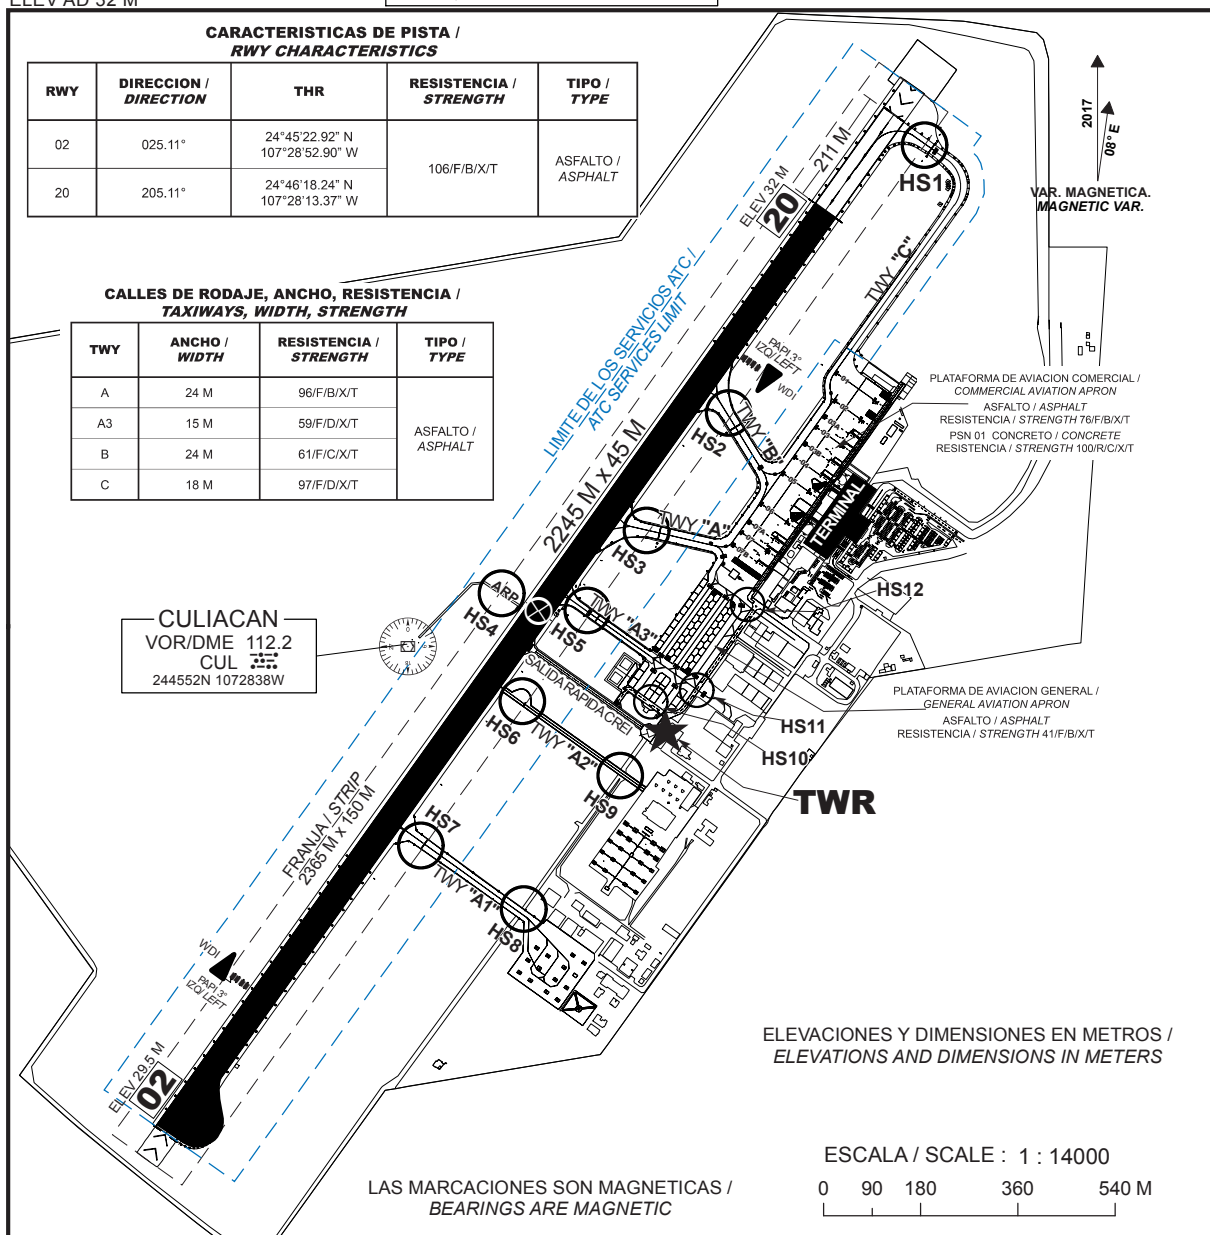 ELEV AD 32 M
CARACTERISTICAS DE PISTA /
RWY CHARACTERISTICS
RWY
DIRECCION /
DIRECTION
THR
RESISTENCIA /
STRENGTH
TIPO /
TYPE
02
025.11°
24°45'22.92" N
107°28'52.90" W
106/F/B/X/T
ASFALTO /
ASPHALT
20
205.11°
24°46'18.24" N
107°28'13.37" W
CALLES DE RODAJE, ANCHO, RESISTENCIA /
TAXIWAYS, WIDTH, STRENGTH
TWY
ANCHO /
WIDTH
RESISTENCIA /
STRENGTH
TIPO /
TYPE
A
24 M
96/F/B/X/T
A3
15 M
59/F/D/X/T
B
24 M
61/F/C/X/T
C
18 M
97/F/D/X/T
ASFALTO /
ASPHALT
2017
08° E
VAR. MAGNETICA.
MAGNETIC VAR.
211 M
HS1
ELEV 32 M
20
TWY "C"
LIMITE DE LOS SERVICIOS ATC /
ATC SERVICES LIMIT
PAPI 3°
IZQ/ LEFT
WDI
HS2
TWY "B"
2245 M x 45 M
PLATAFORMA DE AVIACION COMERCIAL /
COMMERCIAL AVIATION APRON
ASFALTO / ASPHALT
RESISTENCIA / STRENGTH 76/F/B/X/T
PSN 01 CONCRETO / CONCRETE
RESISTENCIA / STRENGTH 100/R/C/X/T
TERMINAL
TWY "A"
HS3
HS12
ARP
HS4
HS5
TWY "A3"
CULIACAN
VOR/DME 112.2
CUL
244552N 1072838W
SALIDA RAPIDA CREI
PLATAFORMA DE AVIACION GENERAL /
GENERAL AVIATION APRON
ASFALTO / ASPHALT
RESISTENCIA / STRENGTH 41/F/B/X/T
HS11
HS10
HS6
TWY "A2"
HS9
TWR
HS7
FRANJA / STRIP
2365 M x 150 M
TWY "A1"
HS8
WDI
PAPI 3°
IZQ/ LEFT
ELEV 29.5 M
02
ELEVACIONES Y DIMENSIONES EN METROS /
ELEVATIONS AND DIMENSIONS IN METERS
ESCALA / SCALE : 1 : 14000
0 90 180 360 540 M
LAS MARCACIONES SON MAGNETICAS /
BEARINGS ARE MAGNETIC